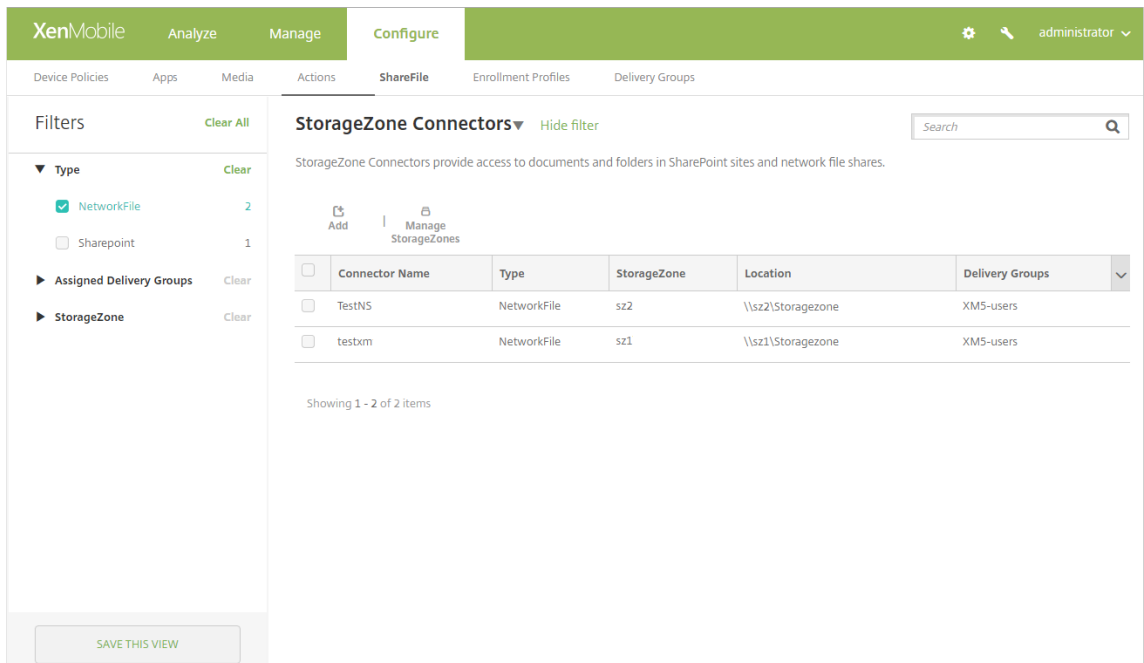 XenMobile Analyze Manage Configure administrator
Device Policies Apps Media Actions ShareFile Enrollment Profiles Delivery Groups
Filters Clear All
Type Clear
NetworkFile 2
Sharepoint 1
Assigned Delivery Groups Clear
StorageZone Clear
SAVE THIS VIEW
StorageZone Connectors Hide filter
Search
StorageZone Connectors provide access to documents and folders in SharePoint sites and network file shares.
Add | Manage StorageZones
Connector Name Type StorageZone Location Delivery Groups
TestNS NetworkFile sz2 \\sz2\Storagezone XM5-users
testxm NetworkFile sz1 \\sz1\Storagezone XM5-users
Showing 1 - 2 of 2 items